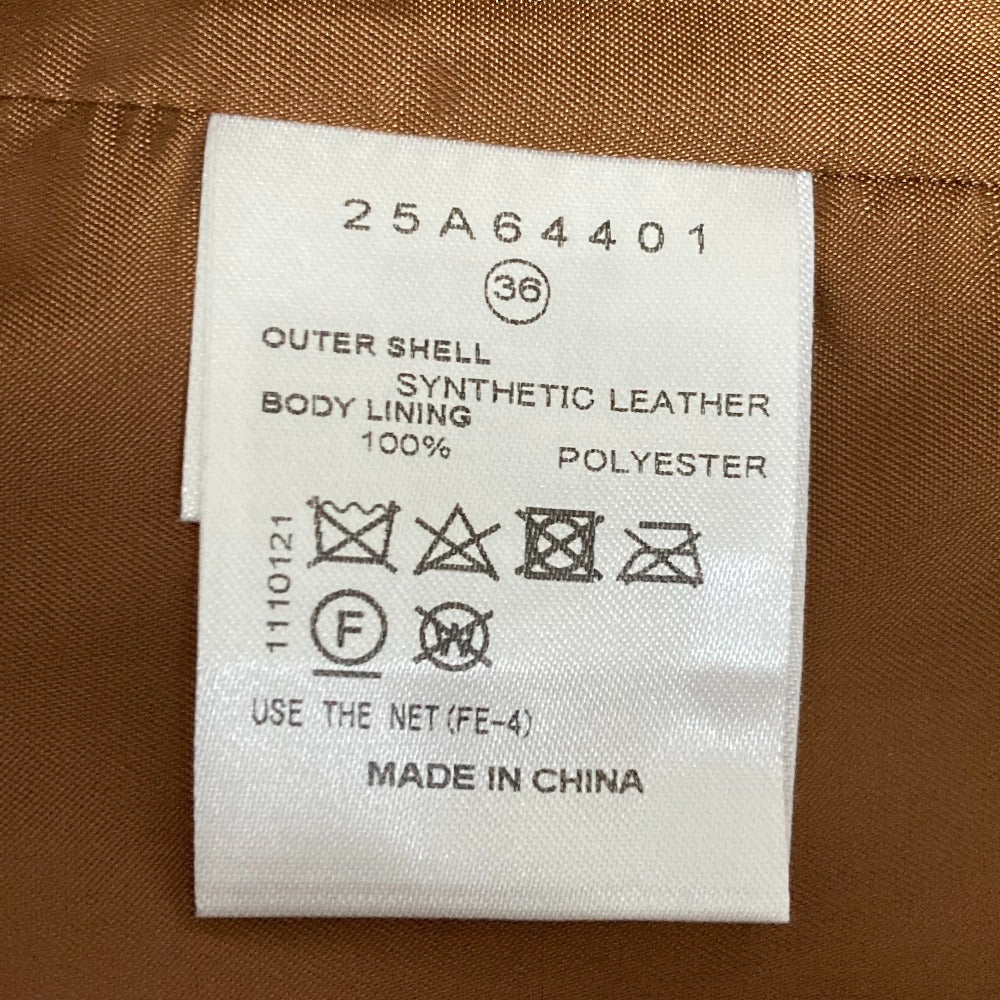 25A64401
36
OUTER SHELL
SYNTHETIC LEATHER
BODY LINING
100% POLYESTER
1110121
F
W
USE THE NET(FE-4)
MADE IN CHINA